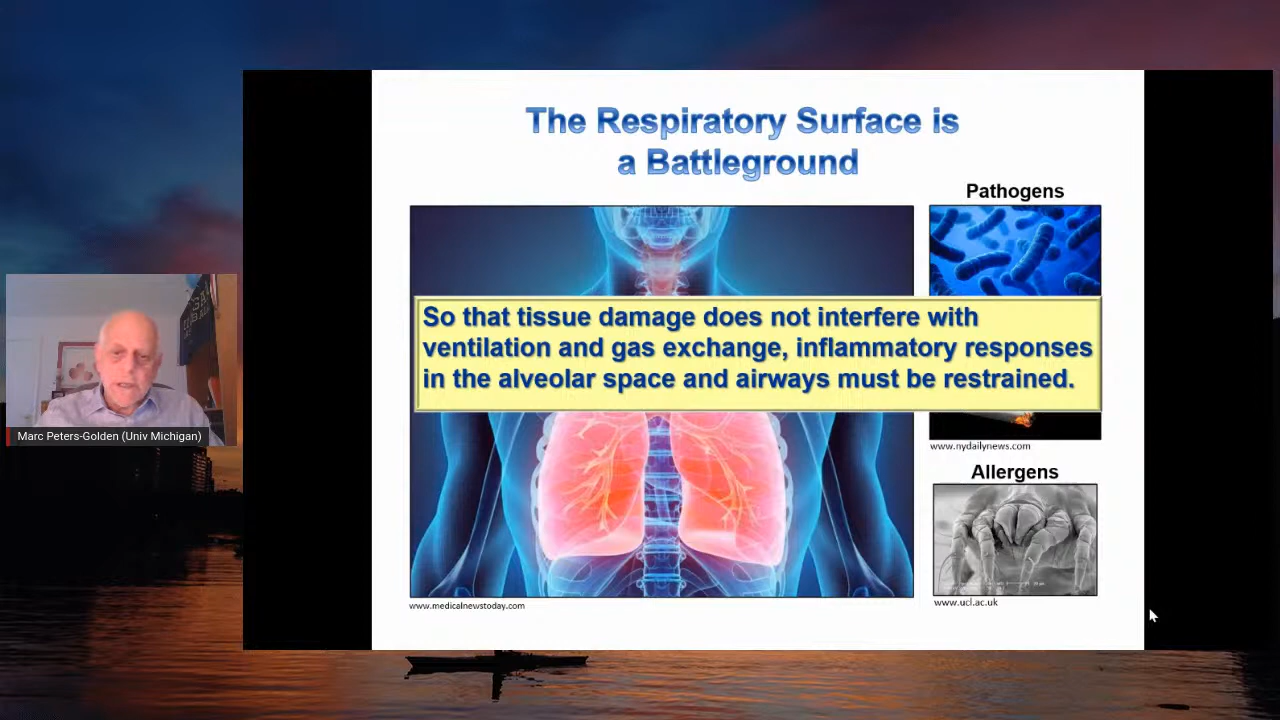 The Respiratory Surface is
a Battleground
Pathogens
So that tissue damage does not interfere with
ventilation and gas exchange, inflammatory responses
in the alveolar space and airways must be restrained.
www.nydailynews.com
Allergens
www.medicalnewstoday.com
www.ucl.ac.uk
Marc Peters-Golden (Univ Michigan)